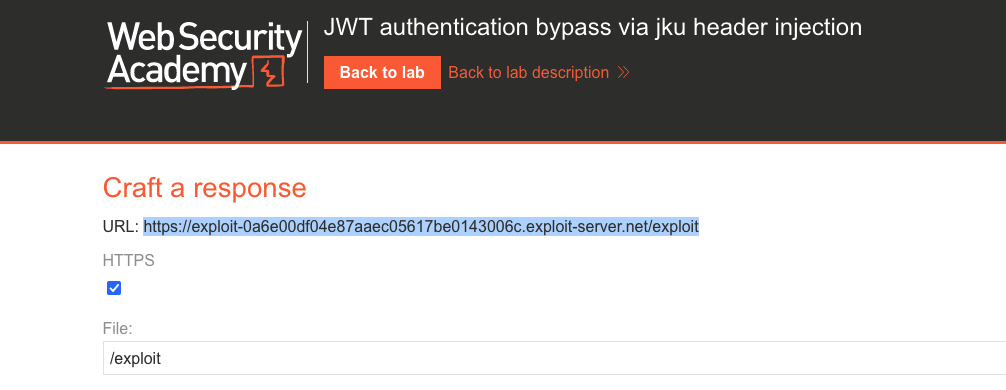 Web Security
Academy
JWT authentication bypass via jku header injection
Back to lab
Back to lab description
Craft a response
URL: https://exploit-0a6e00df04e87aaec05617be0143006c.exploit-server.net/exploit
HTTPS
File:
/exploit